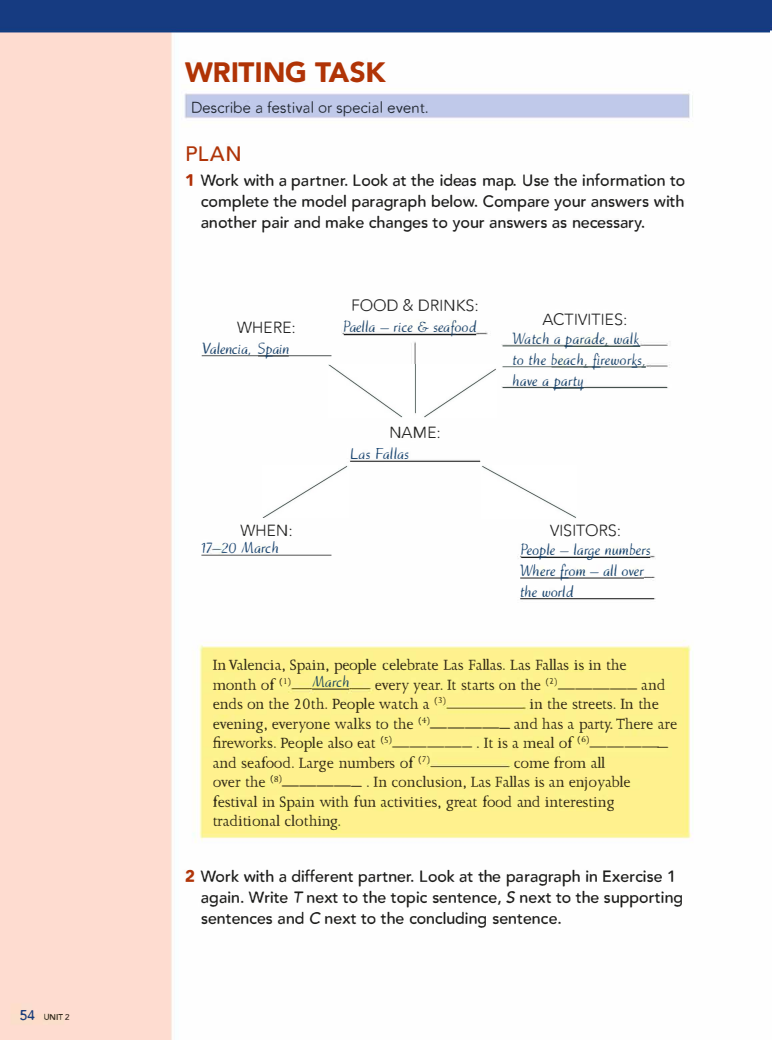 WRITING TASK
Describe a festival or special event.
PLAN
1 Work with a partner. Look at the ideas map. Use the information to
complete the model paragraph below. Compare your answers with
another pair and make changes to your answers as necessary.
FOOD & DRINKS:
Paella – rice & seafood
WHERE:
Valencia, Spain
ACTIVITIES:
Watch a parade, walk
to the beach, fireworks,
have a party
NAME:
Las Fallas
WHEN:
17–20 March
VISITORS:
People – large numbers
Where from – all over
the world
In Valencia, Spain, people celebrate Las Fallas. Las Fallas is in the
month of (1) March every year. It starts on the (2)__________ and
ends on the 20th. People watch a (3)__________ in the streets. In the
evening, everyone walks to the (4)__________ and has a party. There are
fireworks. People also eat (5)__________ . It is a meal of (6)__________
and seafood. Large numbers of (7)__________ come from all
over the (8)__________ . In conclusion, Las Fallas is an enjoyable
festival in Spain with fun activities, great food and interesting
traditional clothing.
2 Work with a different partner. Look at the paragraph in Exercise 1
again. Write T next to the topic sentence, S next to the supporting
sentences and C next to the concluding sentence.
54 UNIT 2